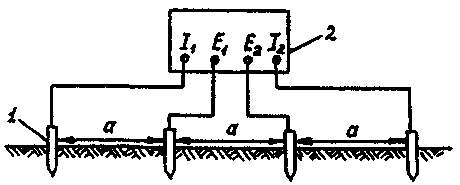 I₁ E₁ E₂ I₂
2
1
a a a